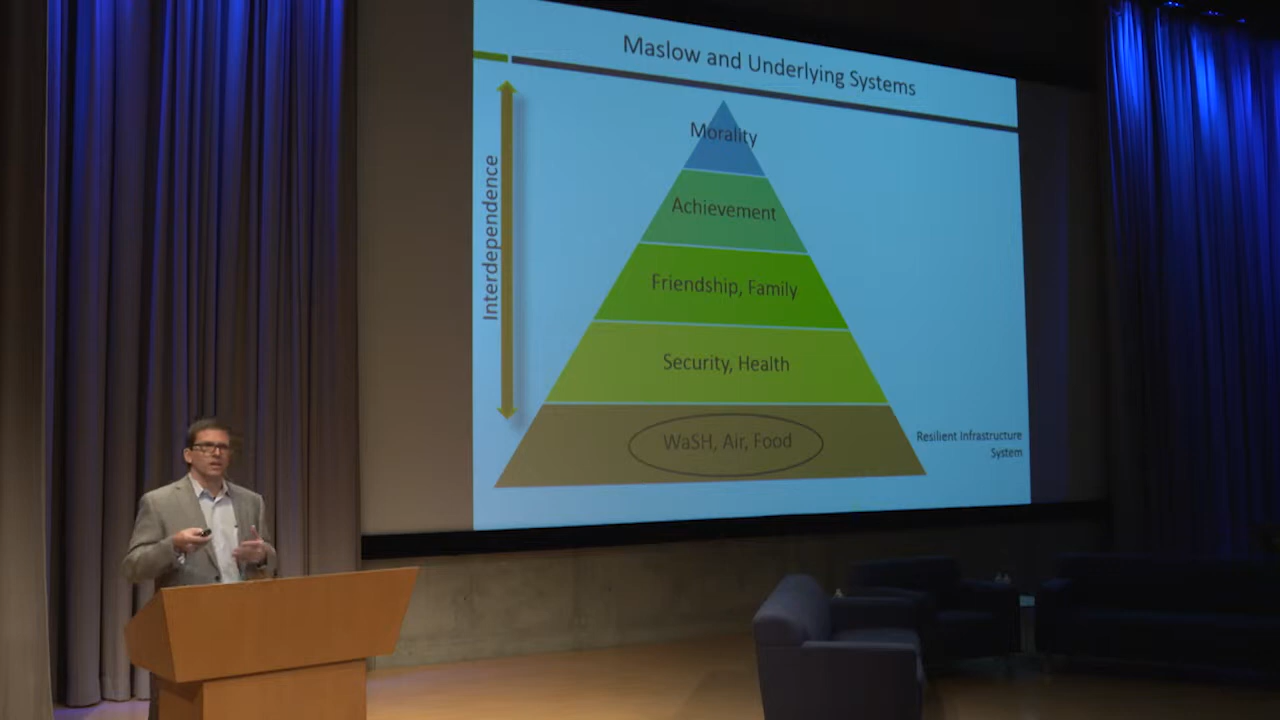 Maslow and Underlying Systems
Interdependence
Morality
Achievement
Friendship, Family
Security, Health
WaSH, Air, Food
Resilient Infrastructure
System